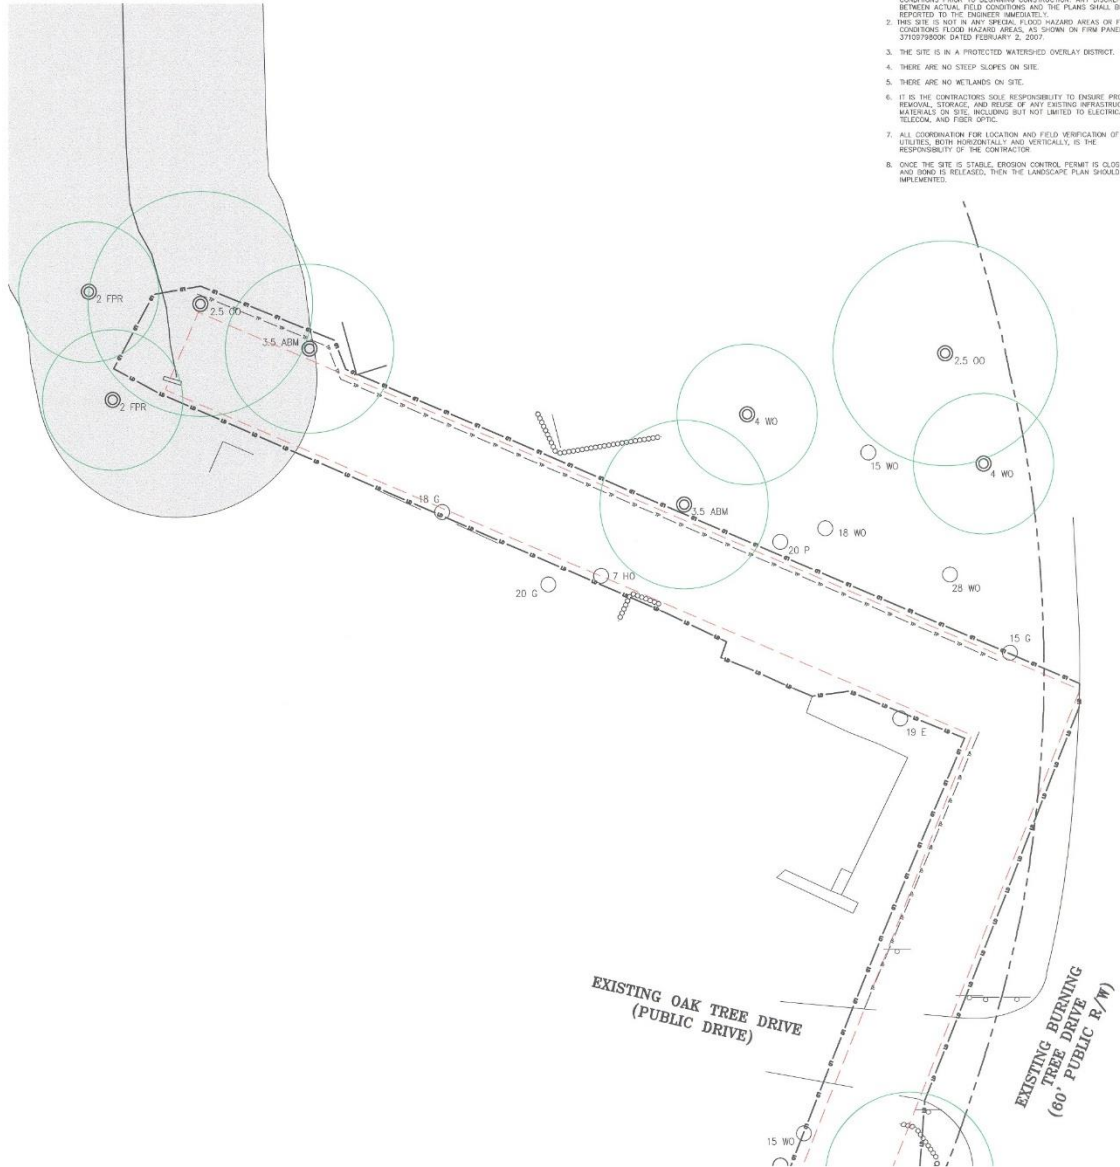 BETWEEN ACTUAL FIELD CONDITIONS AND THE PLANS SHALL
REPORTED TO THE ENGINEER IMMEDIATELY.
2. THIS SITE IS NOT IN ANY SPECIAL FLOOD HAZARD AREAS OR
CONDITIONS FLOOD HAZARD AREAS, AS SHOWN ON FIRM
3710979800K DATED FEBRUARY 2, 2007.
3. THE SITE IS IN A PROTECTED WATERSHED OVERLAY DISTRICT.
4. THERE ARE NO STEEP SLOPES ON SITE.
5. THERE ARE NO WETLANDS ON SITE.
6. IT IS THE CONTRACTORS SOLE RESPONSIBILITY TO ENSURE
REMOVAL, STORAGE, AND REUSE OF ANY EXISTING
MATERIALS ON SITE, INCLUDING BUT NOT LIMITED TO
TELECOM, AND FIBER OPTIC.
7. ALL COORDINATION FOR LOCATION AND FIELD VERIFICATION OF
UTILITIES, BOTH HORIZONTALLY AND VERTICALLY, IS THE
RESPONSIBILITY OF THE CONTRACTOR.
8. ONCE THE SITE IS STABLE, EROSION CONTROL PERMIT IS
AND BOND IS RELEASED, THEN THE LANDSCAPE PLAN SHOULD
IMPLEMENTED.
2 FPR
2.5 OO
3.5 ABM
2.5 OO
2 FPR
4 WO
15 WO
4 WO
18 G
3.5 ABM
18 WO
20 P
7 HO
20 G
28 WO
15 G
19 E
EXISTING OAK TREE DRIVE
(PUBLIC DRIVE)
EXISTING BURNING
TREE DRIVE
(60' PUBLIC R/W)
15 WO